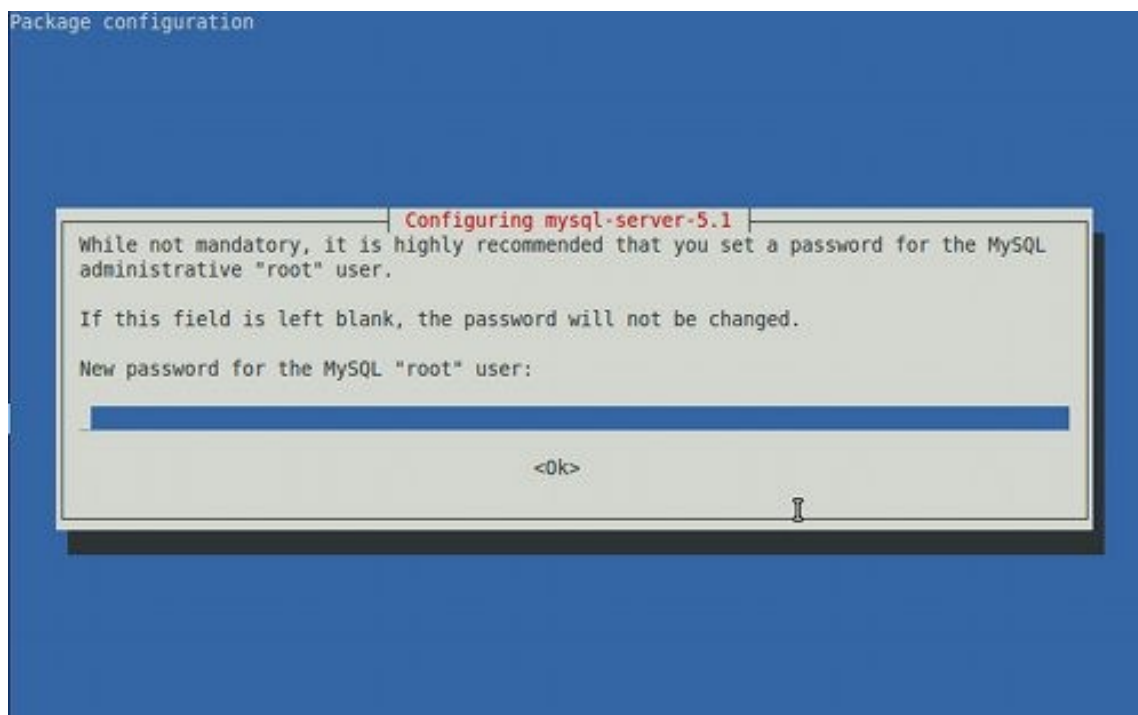 Package configuration
Configuring mysql-server-5.1
While not mandatory, it is highly recommended that you set a password for the MySQL
administrative "root" user.
If this field is left blank, the password will not be changed.
New password for the MySQL "root" user:
<Ok>